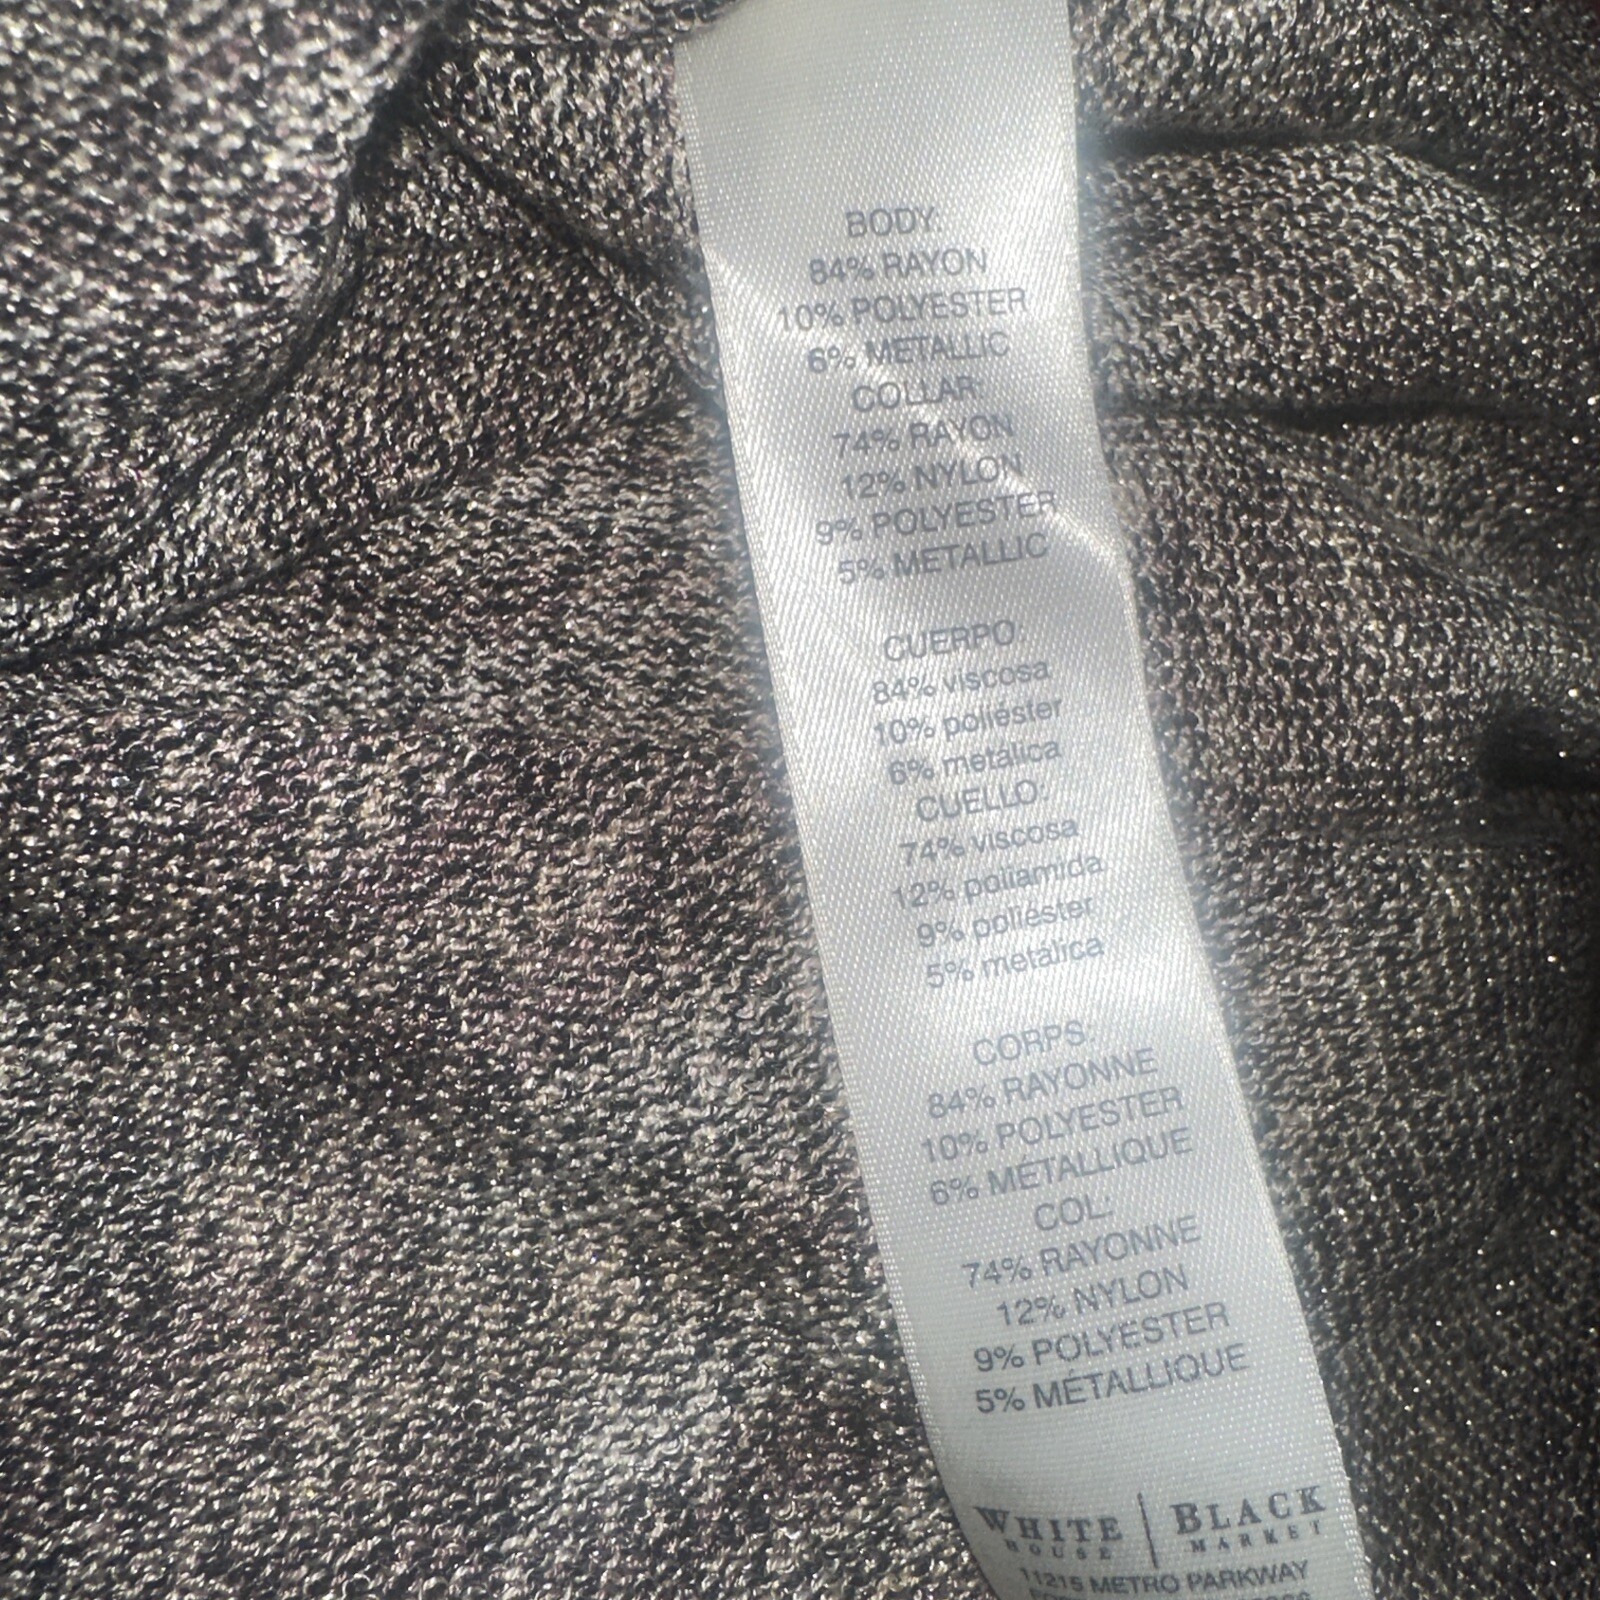 BODY:
84% RAYON
10% POLYESTER
6% METALLIC
COLLAR:
74% RAYON
12% NYLON
9% POLYESTER
5% METALLIC
CUERPO:
84% viscosa
10% poliéster
6% metálica
CUELLO:
74% viscosa
12% poliamida
9% poliéster
5% metálica
CORPS:
84% RAYONNE
10% POLYESTER
6% MÉTALLIQUE
COL:
74% RAYONNE
12% NYLON
9% POLYESTER
5% MÉTALLIQUE
WHITE | BLACK
HOUSE MARKET
11215 METRO PARKWAY